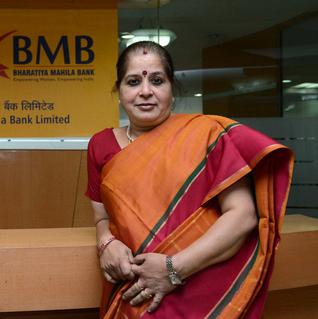 BMB
BHARATIYA MAHILA BANK
Empowering Women, Empowering India
बैंक लिमिटेड
a Bank Limited